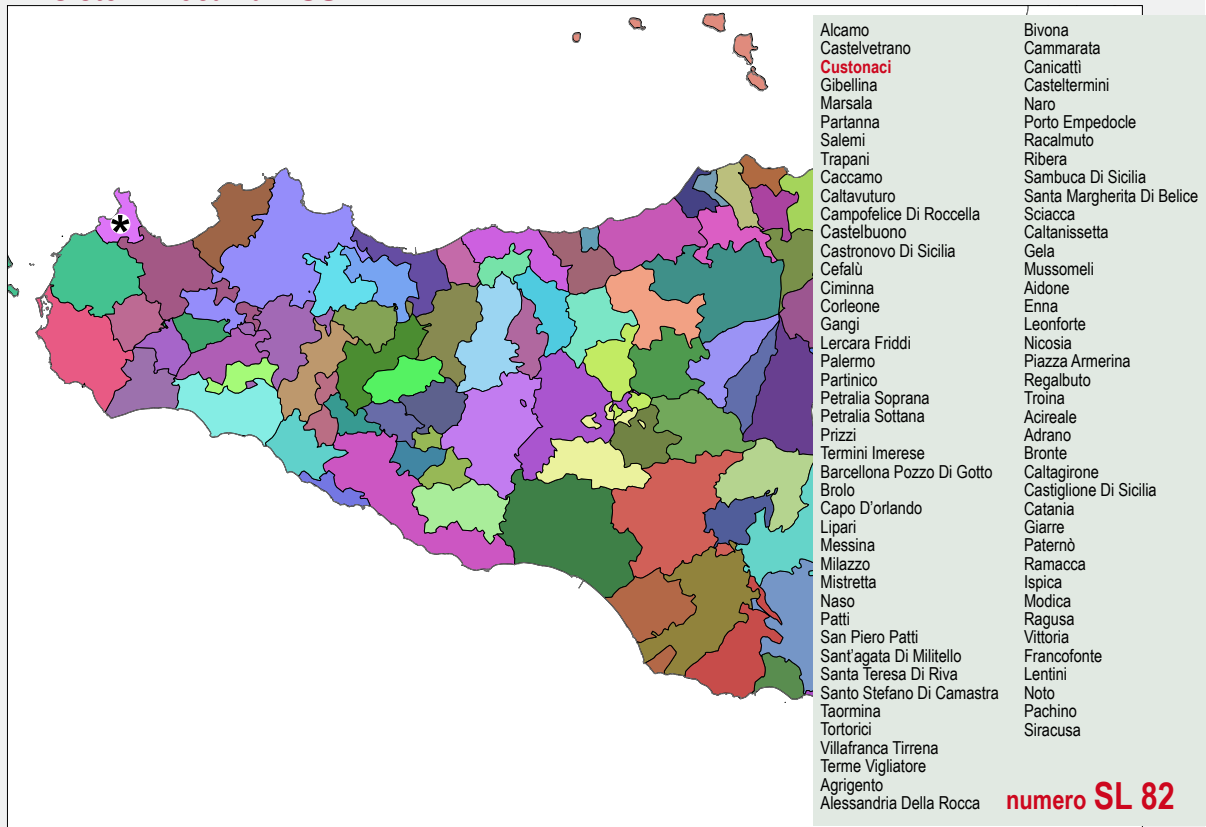 Alcamo
Castelvetrano
Custonaci
Gibellina
Marsala
Partanna
Salemi
Trapani
Caccamo
Caltavuturo
Campofelice Di Roccella
Castelbuono
Castronovo Di Sicilia
Cefalù
Ciminna
Corleone
Gangi
Lercara Friddi
Palermo
Partinico
Petralia Soprana
Petralia Sottana
Prizzi
Termini Imerese
Barcellona Pozzo Di Gotto
Brolo
Capo D'orlando
Lipari
Messina
Milazzo
Mistretta
Naso
Patti
San Piero Patti
Sant'agata Di Militello
Santa Teresa Di Riva
Santo Stefano Di Camastra
Taormina
Tortorici
Villafranca Tirrena
Terme Vigliatore
Agrigento
Alessandria Della Rocca
Bivona
Cammarata
Canicattì
Casteltermini
Naro
Porto Empedocle
Racalmuto
Ribera
Sambuca Di Sicilia
Santa Margherita Di Belice
Sciacca
Caltanissetta
Gela
Mussomeli
Aidone
Enna
Leonforte
Nicosia
Piazza Armerina
Regalbuto
Troina
Acireale
Adrano
Bronte
Caltagirone
Castiglione Di Sicilia
Catania
Giarre
Paternò
Ramacca
Ispica
Modica
Ragusa
Vittoria
Francofonte
Lentini
Noto
Pachino
Siracusa
numero SL 82